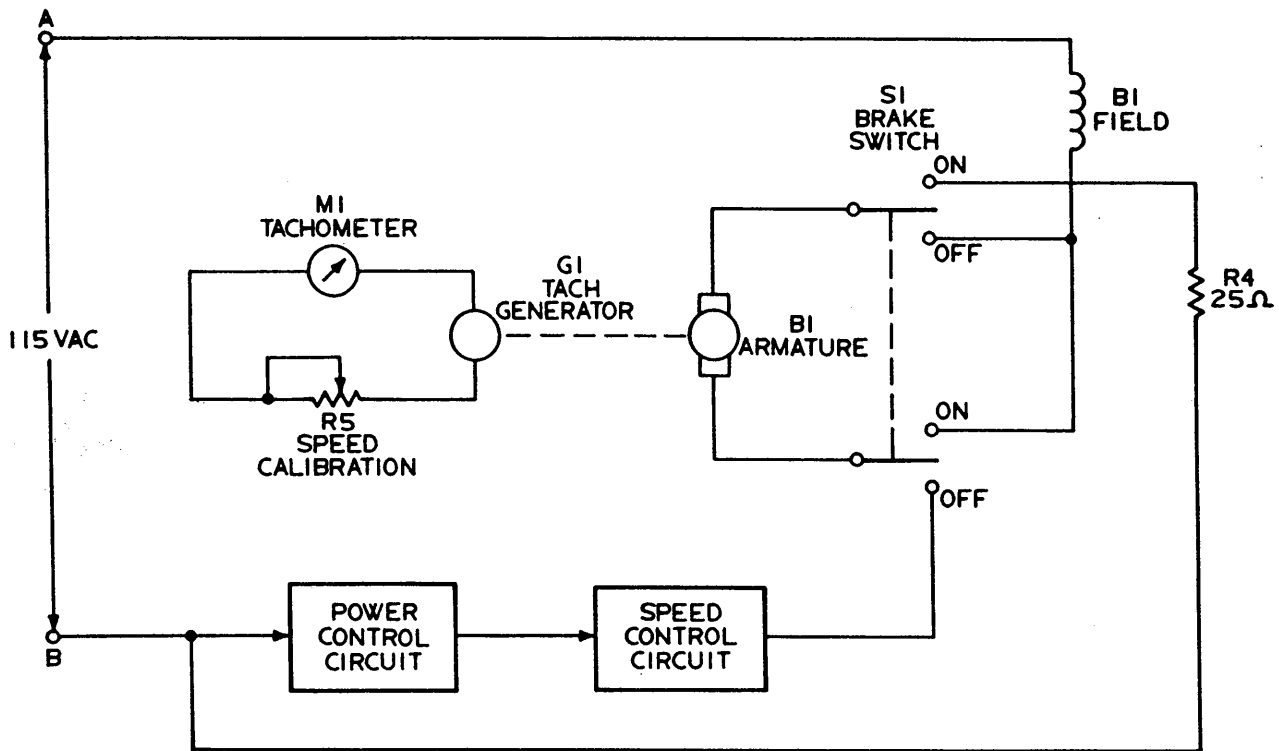 A
115 VAC
B
M1
TACHOMETER
R5
SPEED
CALIBRATION
G1
TACH
GENERATOR
B1
ARMATURE
S1
BRAKE
SWITCH
ON
OFF
ON
OFF
B1
FIELD
R4
25Ω
POWER
CONTROL
CIRCUIT
SPEED
CONTROL
CIRCUIT